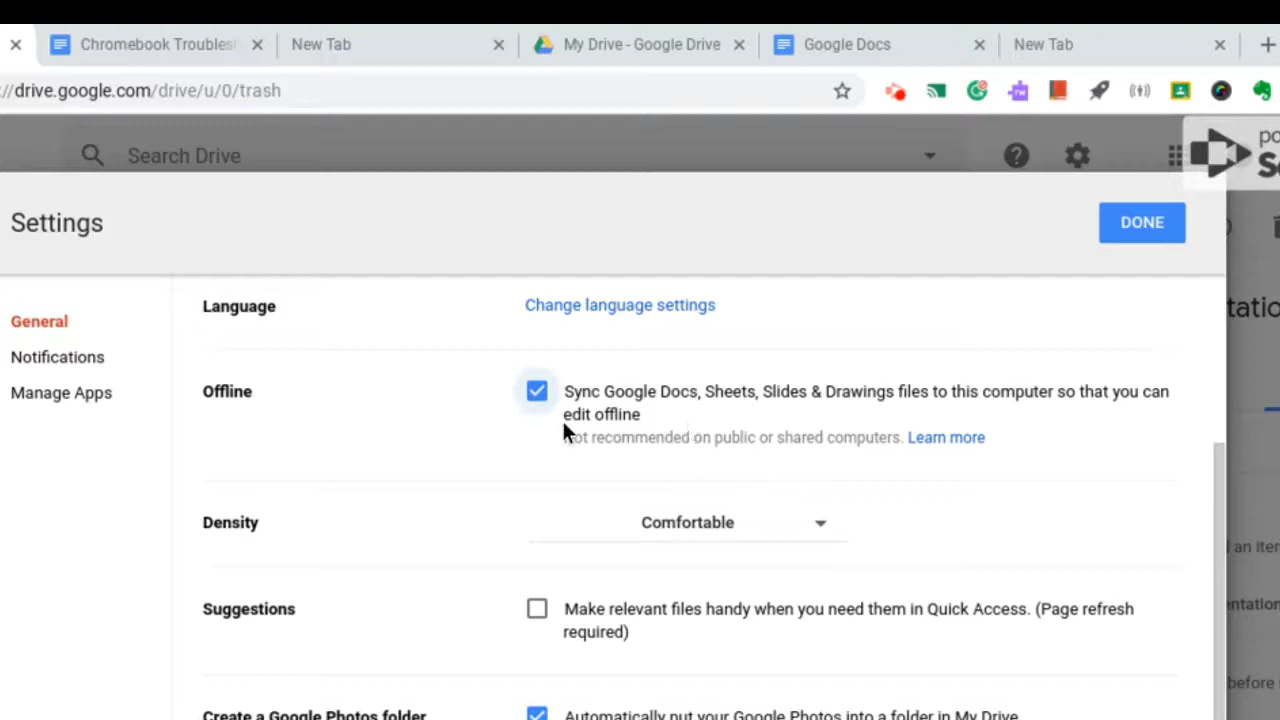 Chromebook Troubles
New Tab
My Drive - Google Drive
Google Docs
New Tab
://drive.google.com/drive/u/0/trash
Search Drive
Settings
DONE
General
Notifications
Manage Apps
Language
Change language settings
Offline
Sync Google Docs, Sheets, Slides & Drawings files to this computer so that you can
edit offline
ot recommended on public or shared computers. Learn more
Density
Comfortable
Suggestions
Make relevant files handy when you need them in Quick Access. (Page refresh
required)
Create a Google Photos folder
Automatically put your Google Photos into a folder in My Drive